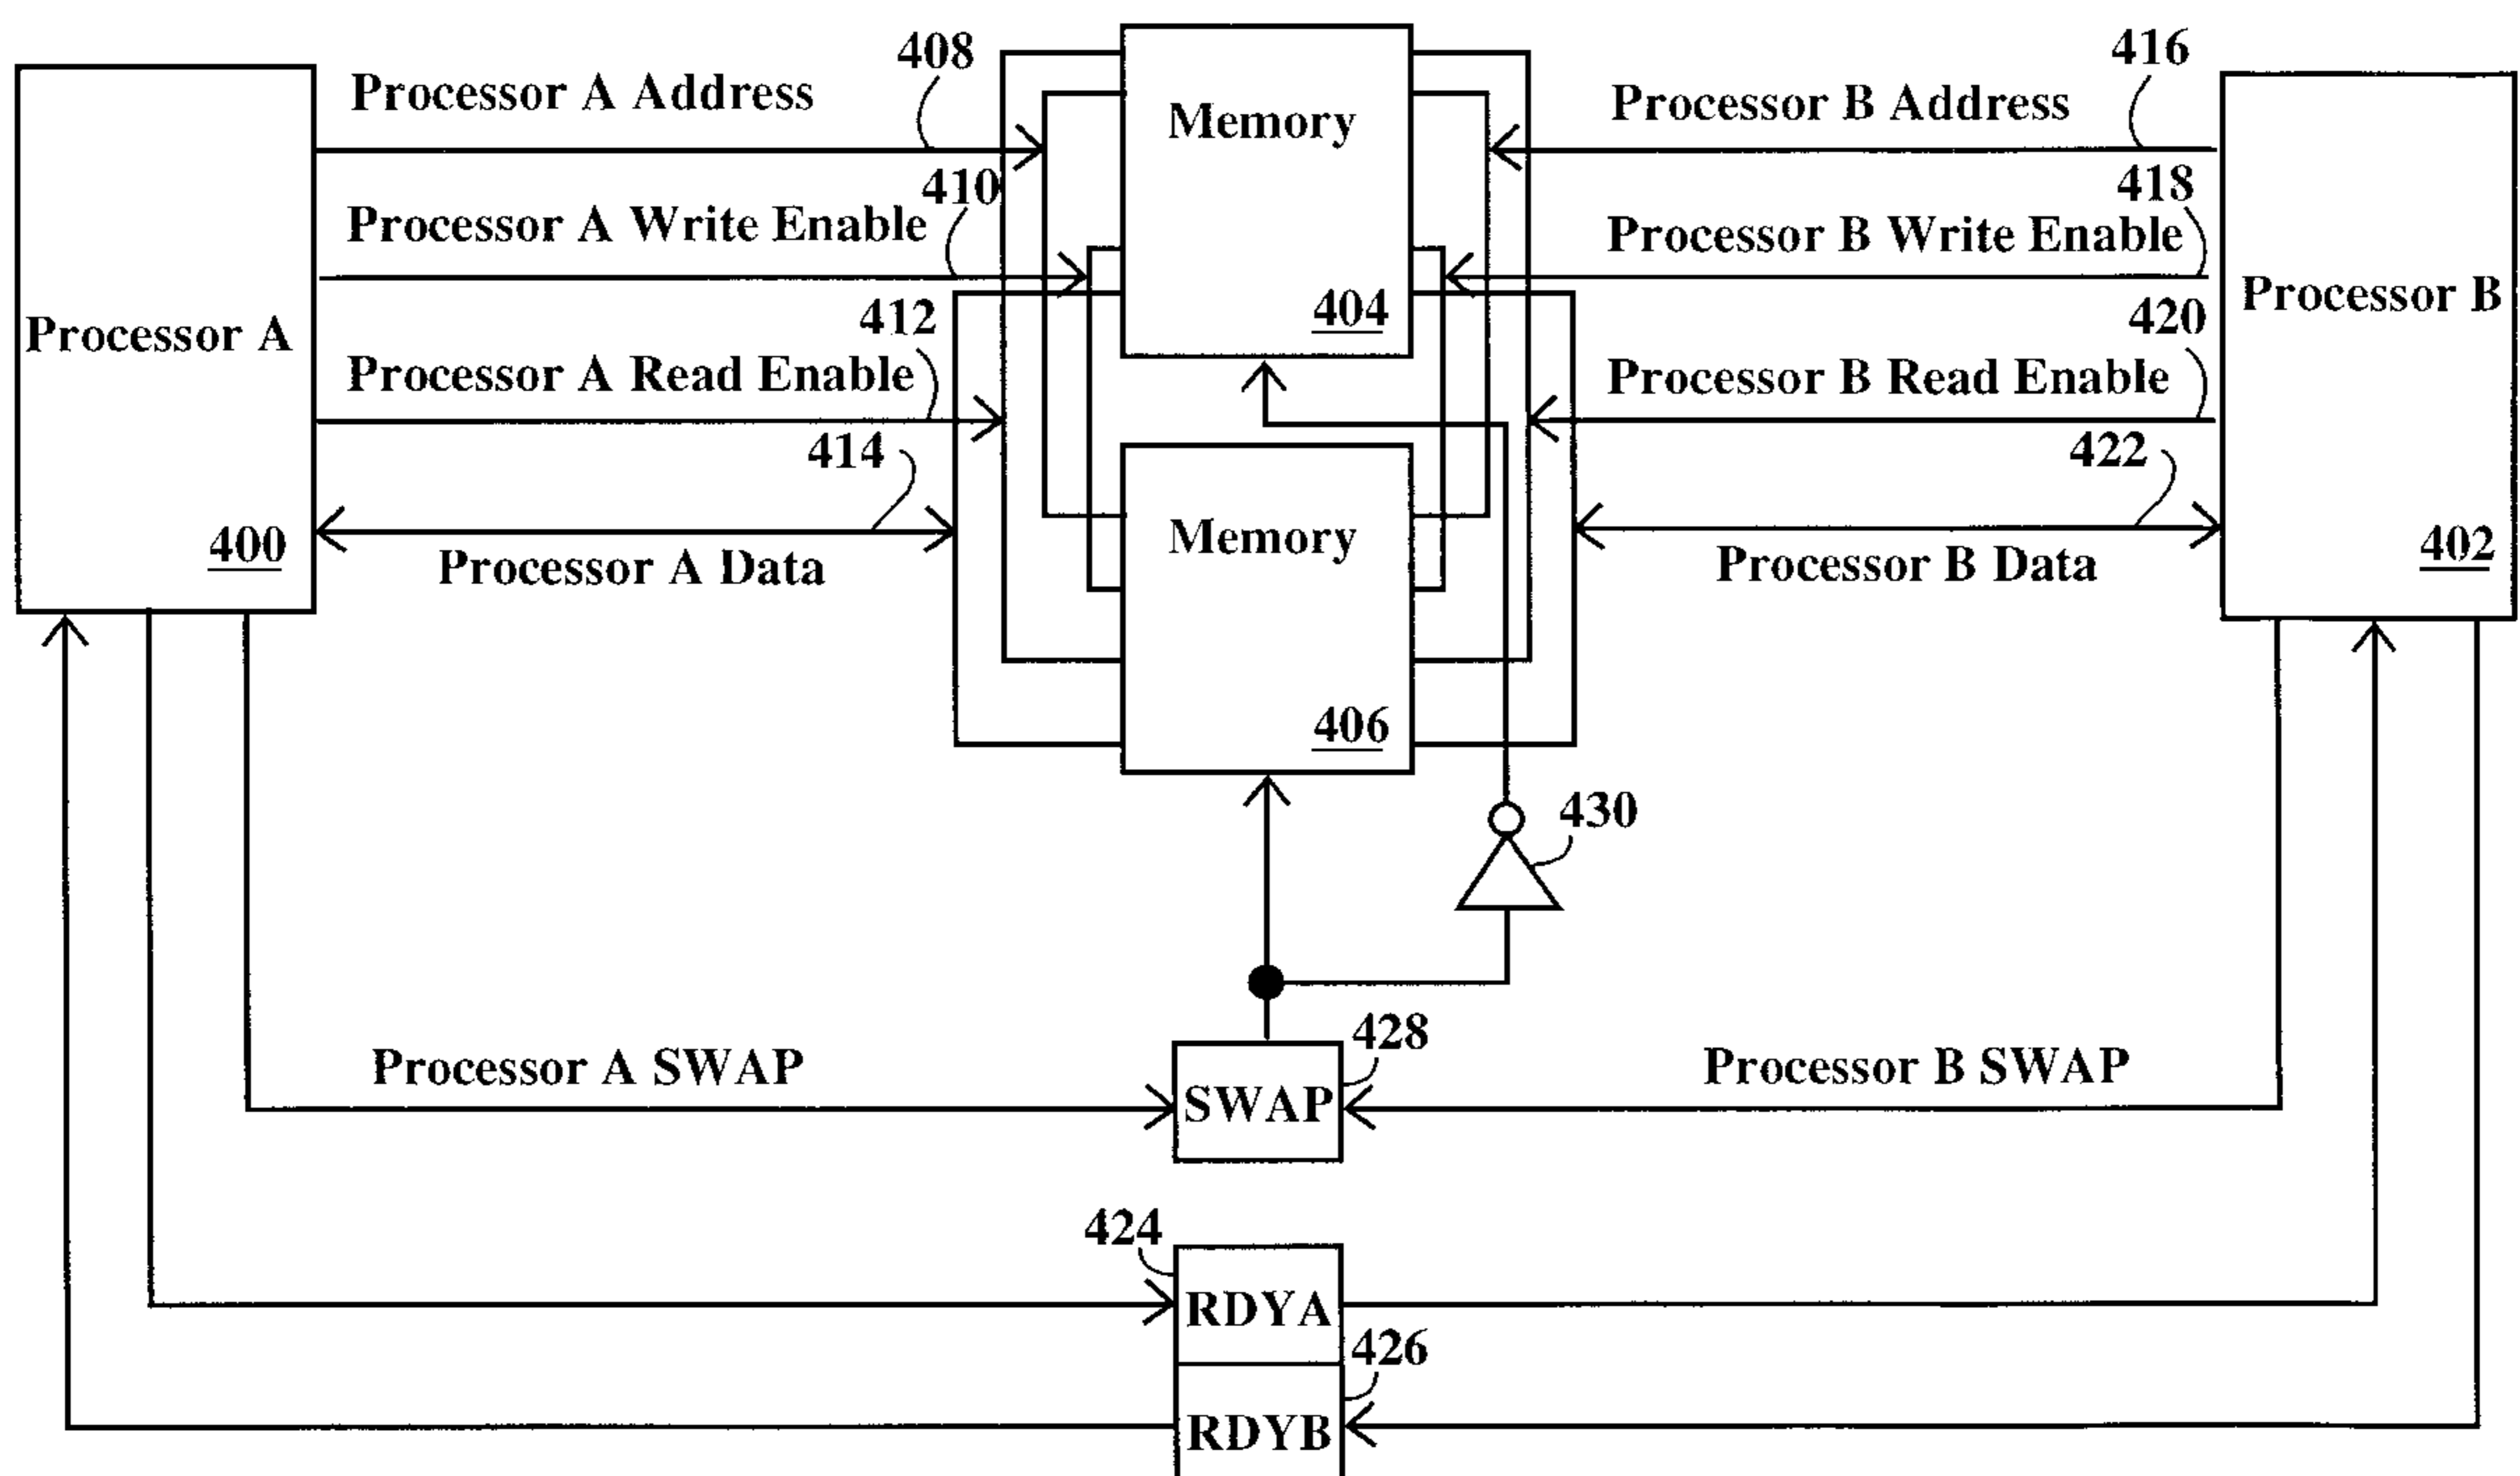 408
416
Processor A Address
Memory
Processor B Address
410
418
Processor A Write Enable
Processor B Write Enable
Processor A
404
Processor B
412
420
Processor A Read Enable
Processor B Read Enable
414
422
400
Memory
402
Processor A Data
Processor B Data
406
430
428
Processor A SWAP
SWAP
Processor B SWAP
424
RDYA
426
RDYB